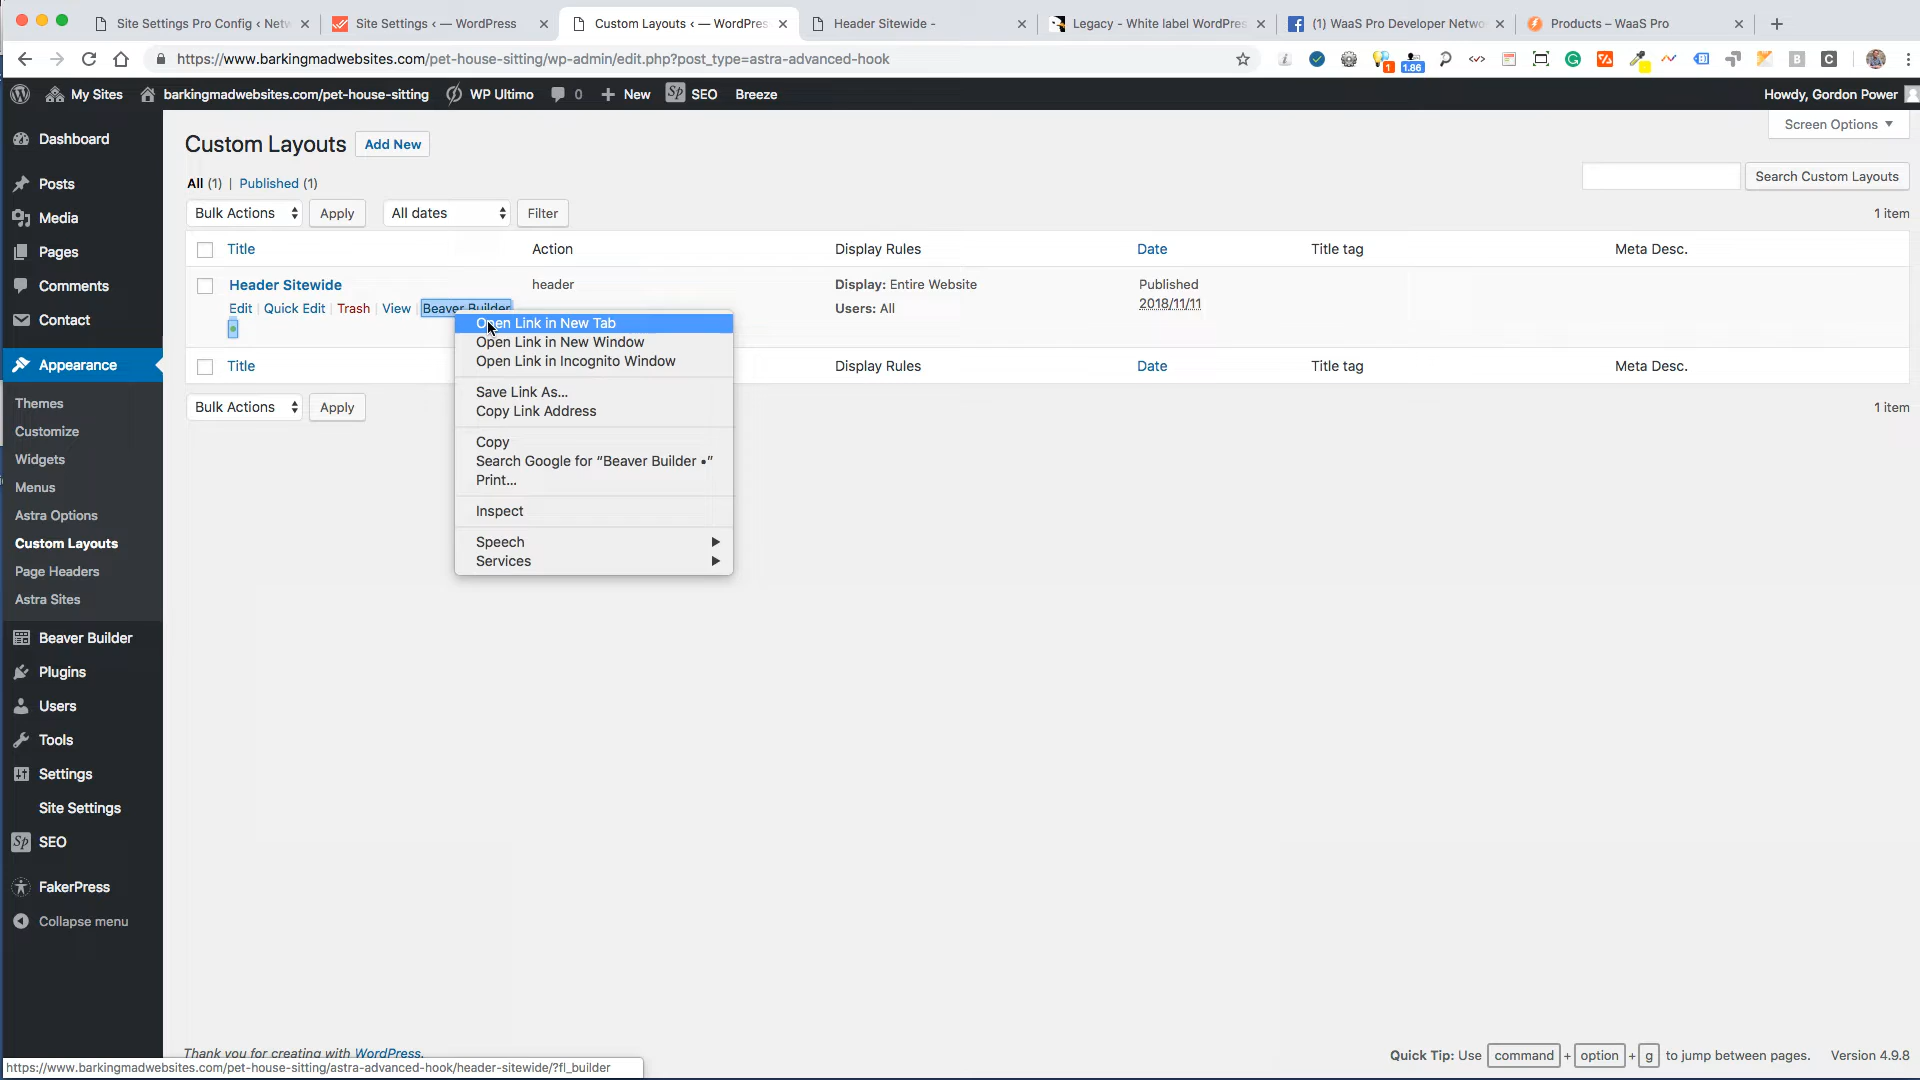 Site Settings Pro Config ‹ Netw
Site Settings ‹ — WordPress
Custom Layouts ‹ — WordPres
Header Sitewide -
Legacy - White label WordPres
(1) WaaS Pro Developer Netwo
Products – WaaS Pro
https://www.barkingmadwebsites.com/pet-house-sitting/wp-admin/edit.php?post_type=astra-advanced-hook
1
1.86
B
C
My Sites
barkingmadwebsites.com/pet-house-sitting
WP Ultimo
0
New
Sp SEO
Breeze
Howdy, Gordon Power
Dashboard
Posts
Media
Pages
Comments
Contact
Appearance
Themes
Customize
Widgets
Menus
Astra Options
Custom Layouts
Page Headers
Astra Sites
Beaver Builder
Plugins
Users
Tools
Settings
Site Settings
Sp SEO
FakerPress
Collapse menu
Screen Options
Custom Layouts
Add New
All (1) | Published (1)
Search Custom Layouts
Bulk Actions
Apply
All dates
Filter
1 item
Title
Action
Display Rules
Date
Title tag
Meta Desc.
Header Sitewide
header
Display: Entire Website
Published
Edit | Quick Edit | Trash | View | Beaver Builder
Users: All
2018/11/11
Title
Display Rules
Date
Title tag
Meta Desc.
Bulk Actions
Apply
1 item
Open Link in New Tab
Open Link in New Window
Open Link in Incognito Window
Save Link As...
Copy Link Address
Copy
Search Google for “Beaver Builder •”
Print...
Inspect
Speech
Services
Thank you for creating with WordPress.
https://www.barkingmadwebsites.com/pet-house-sitting/astra-advanced-hook/header-sitewide/?fl_builder
Quick Tip: Use command + option + g to jump between pages.
Version 4.9.8